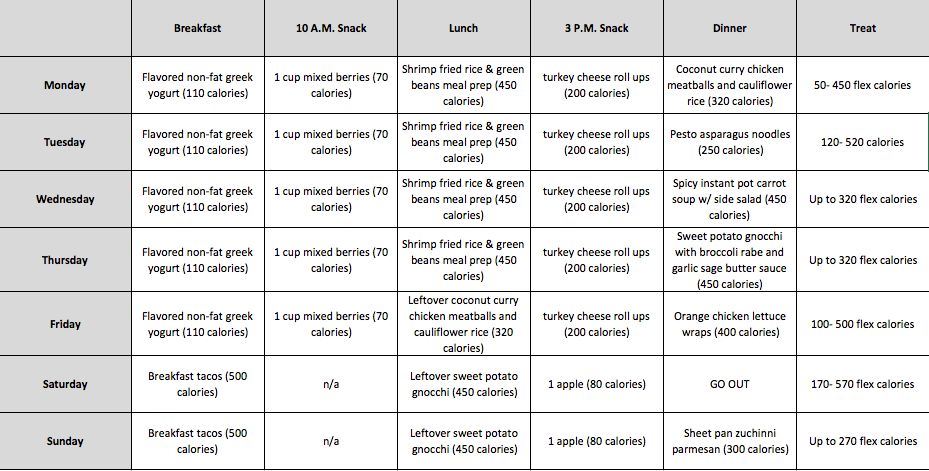 Breakfast
10 A.M. Snack
Lunch
3 P.M. Snack
Dinner
Treat
Monday
Flavored non-fat greek
yogurt (110 calories)
1 cup mixed berries (70
calories)
Shrimp fried rice & green
beans meal prep (450
calories)
turkey cheese roll ups
(200 calories)
Coconut curry chicken
meatballs and cauliflower
rice (320 calories)
50- 450 flex calories
Tuesday
Flavored non-fat greek
yogurt (110 calories)
1 cup mixed berries (70
calories)
Shrimp fried rice & green
beans meal prep (450
calories)
turkey cheese roll ups
(200 calories)
Pesto asparagus noodles
(250 calories)
120- 520 calories
Wednesday
Flavored non-fat greek
yogurt (110 calories)
1 cup mixed berries (70
calories)
Shrimp fried rice & green
beans meal prep (450
calories)
turkey cheese roll ups
(200 calories)
Spicy instant pot carrot
soup w/ side salad (450
calories)
Up to 320 flex calories
Thursday
Flavored non-fat greek
yogurt (110 calories)
1 cup mixed berries (70
calories)
Shrimp fried rice & green
beans meal prep (450
calories)
turkey cheese roll ups
(200 calories)
Sweet potato gnocchi
with broccoli rabe and
garlic sage butter sauce
(450 calories)
Up to 320 flex calories
Friday
Flavored non-fat greek
yogurt (110 calories)
1 cup mixed berries (70
calories)
Leftover coconut curry
chicken meatballs and
cauliflower rice (320
calories)
turkey cheese roll ups
(200 calories)
Orange chicken lettuce
wraps (400 calories)
100- 500 flex calories
Saturday
Breakfast tacos (500
calories)
n/a
Leftover sweet potato
gnocchi (450 calories)
1 apple (80 calories)
GO OUT
170- 570 flex calories
Sunday
Breakfast tacos (500
calories)
n/a
Leftover sweet potato
gnocchi (450 calories)
1 apple (80 calories)
Sheet pan zuchinni
parmesan (300 calories)
Up to 270 flex calories